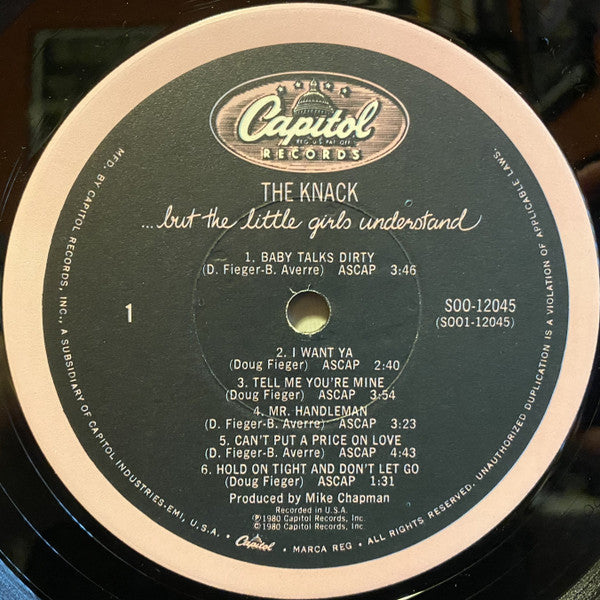 Capitol
REG. U.S. PAT. OFF.
RECORDS
THE KNACK
...but the little girls understand
1. BABY TALKS DIRTY
(D. Fieger-B. Averre) ASCAP 3:46
1
SOO-12045
(SOO1-12045)
2. I WANT YA
(Doug Fieger) ASCAP 2:40
3. TELL ME YOU'RE MINE
(Doug Fieger) ASCAP 3:54
4. MR. HANDLEMAN
(D. Fieger-B. Averre) ASCAP 3:23
5. CAN'T PUT A PRICE ON LOVE
(D. Fieger-B. Averre) ASCAP 4:43
6. HOLD ON TIGHT AND DON'T LET GO
(Doug Fieger) ASCAP 1:31
Produced by Mike Chapman
Recorded in U.S.A.
℗1980 Capitol Records, Inc.
©1980 Capitol Records, Inc.
MFD. BY CAPITOL RECORDS, INC., A SUBSIDIARY OF CAPITOL INDUSTRIES-EMI, U.S.A. • Capitol • MARCA REG • ALL RIGHTS RESERVED. UNAUTHORIZED DUPLICATION IS A VIOLATION OF APPLICABLE LAWS.